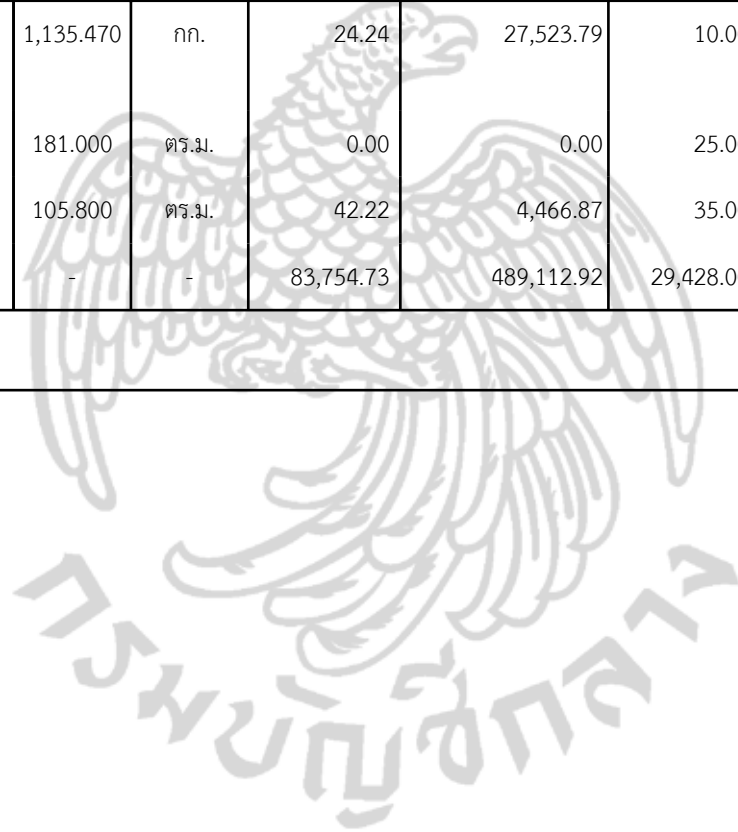 1,135.470 กก. 24.24 27,523.79 10.0
181.000 ตร.ม. 0.00 0.00 25.0
105.800 ตร.ม. 42.22 4,466.87 35.0
- - 83,754.73 489,112.92 29,428.0
กรมบัญชีกลาง